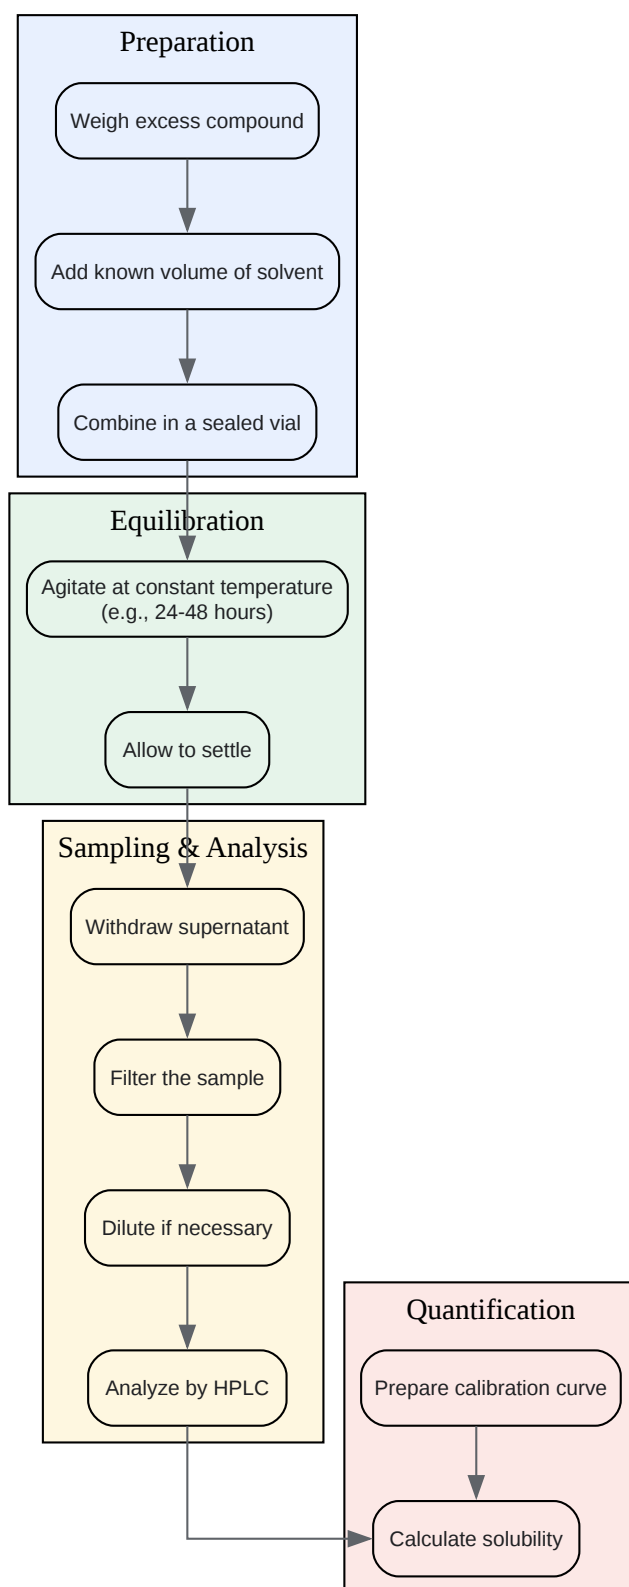 Preparation
Weigh excess compound
Add known volume of solvent
Combine in a sealed vial
Equilibration
Agitate at constant temperature
(e.g., 24-48 hours)
Allow to settle
Sampling & Analysis
Withdraw supernatant
Filter the sample
Dilute if necessary
Analyze by HPLC
Quantification
Prepare calibration curve
Calculate solubility